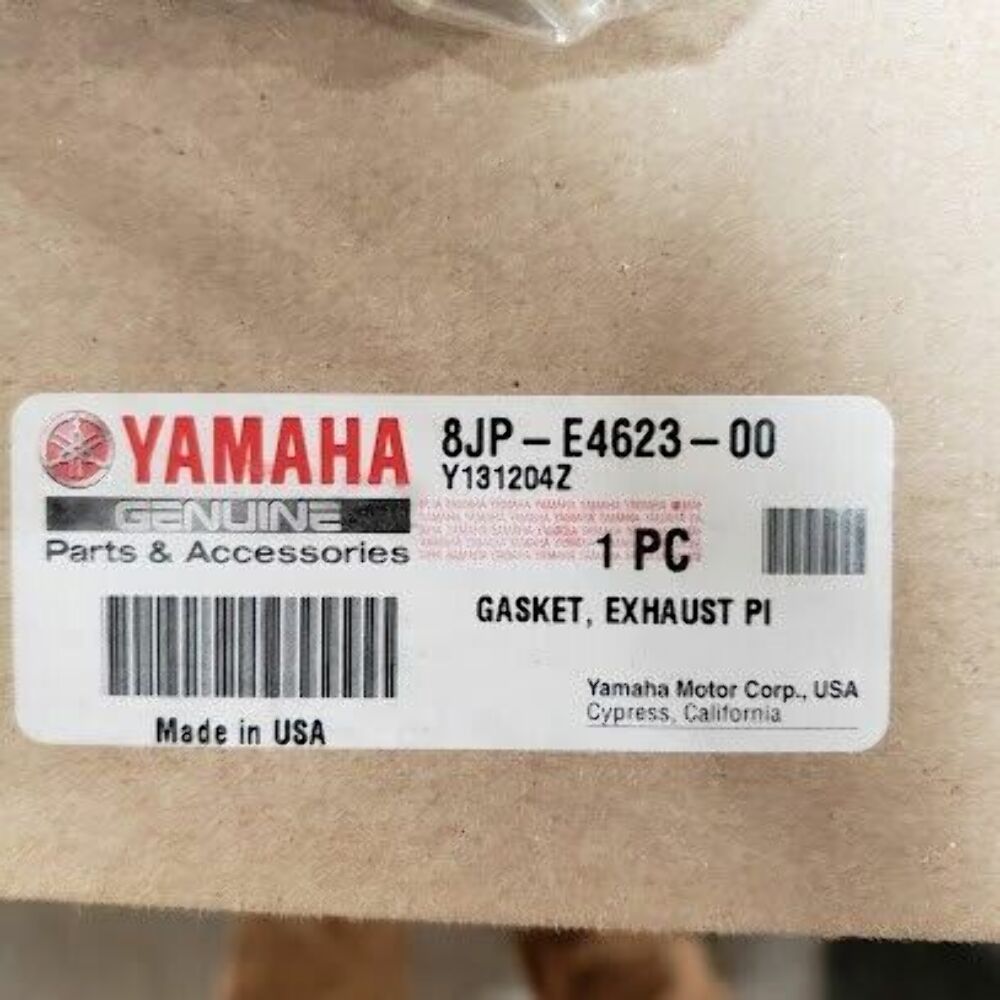 YAMAHA
GENUINE
Parts & Accessories
8JP-E4623-00
Y131204Z
1 PC
GASKET, EXHAUST PI
Yamaha Motor Corp., USA
Cypress, California
Made in USA